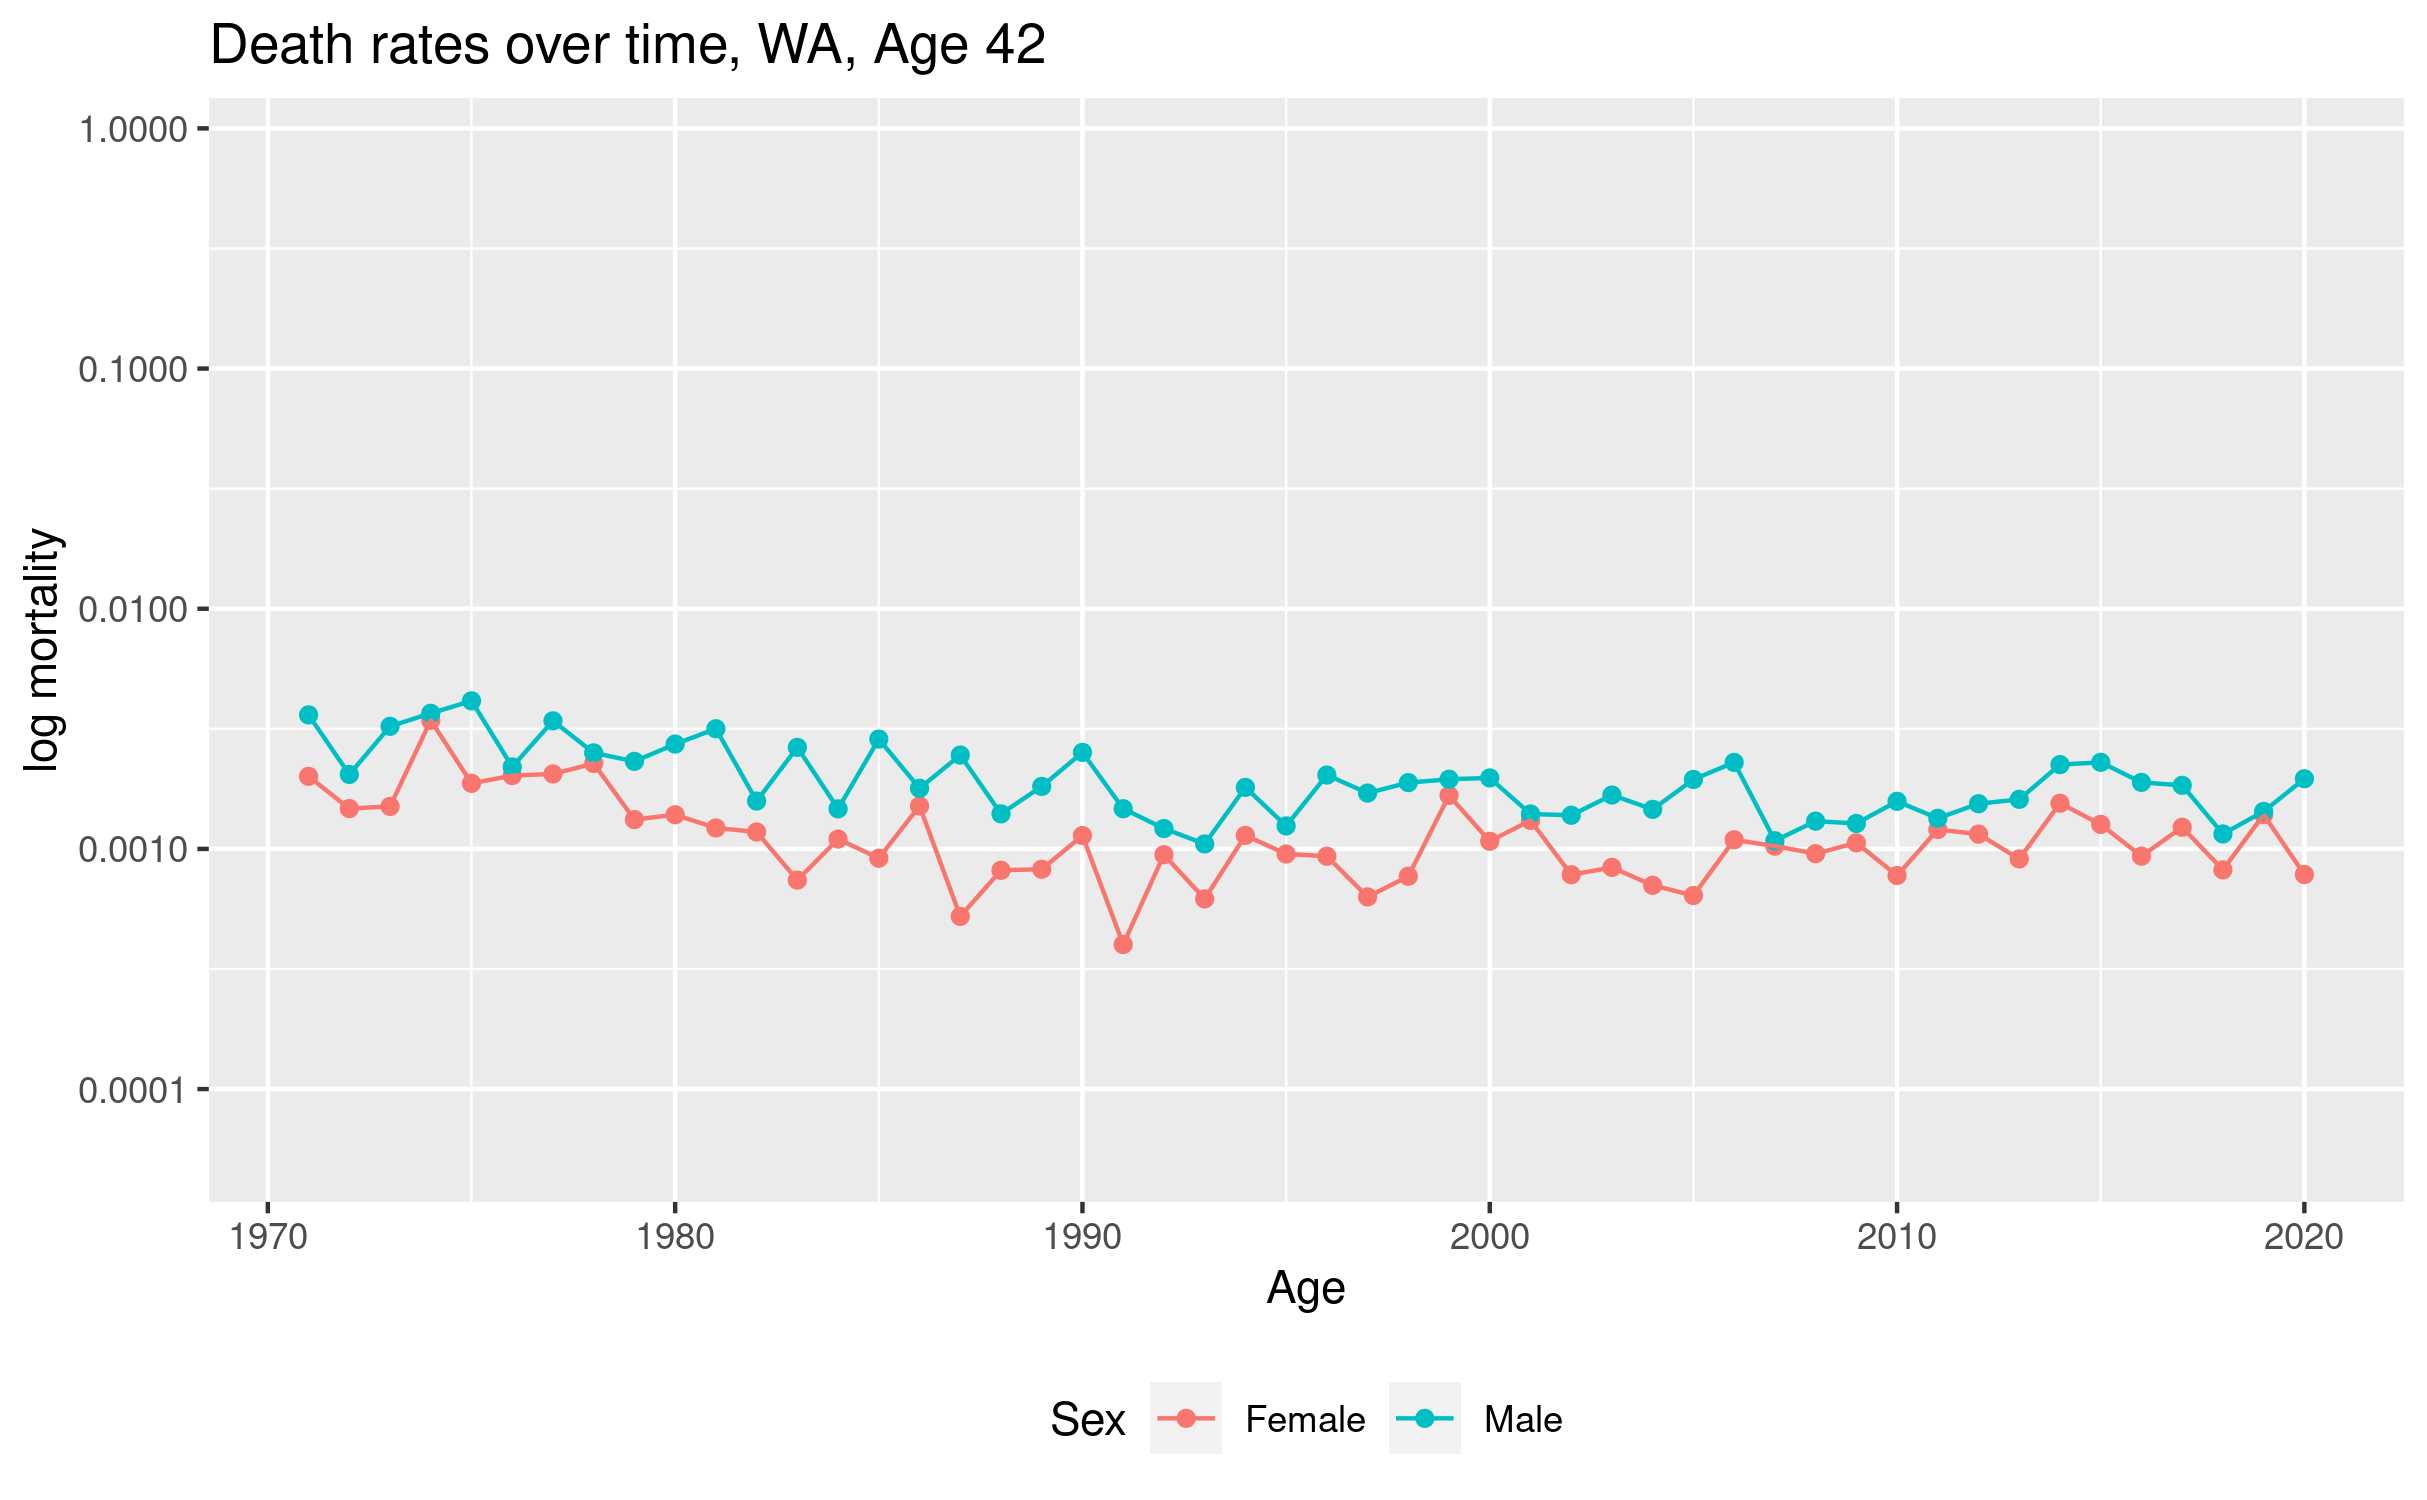 Death rates over time, WA, Age 42
log mortality
1.0000
0.1000
0.0100
0.0010
0.0001
1970 1980 1990 2000 2010 2020
Age
Sex Female Male